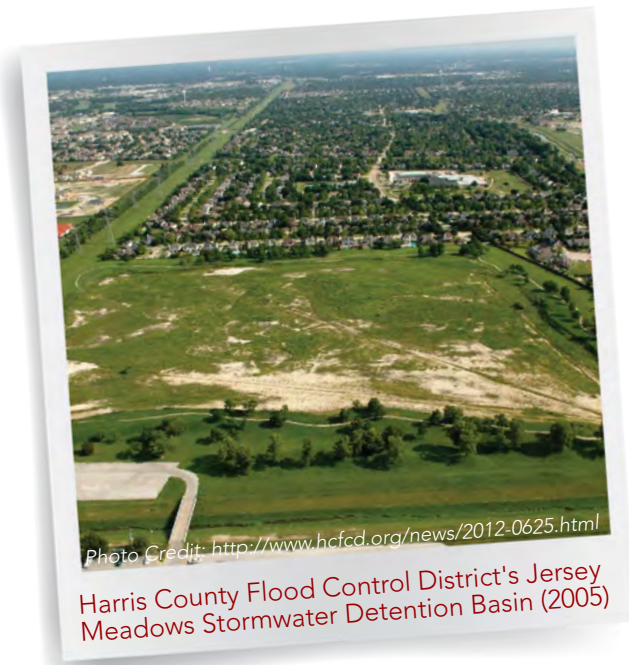 Photo Credit: http://www.hcfcd.org/news/2012-0625.html
Harris County Flood Control District's Jersey
Meadows Stormwater Detention Basin (2005)